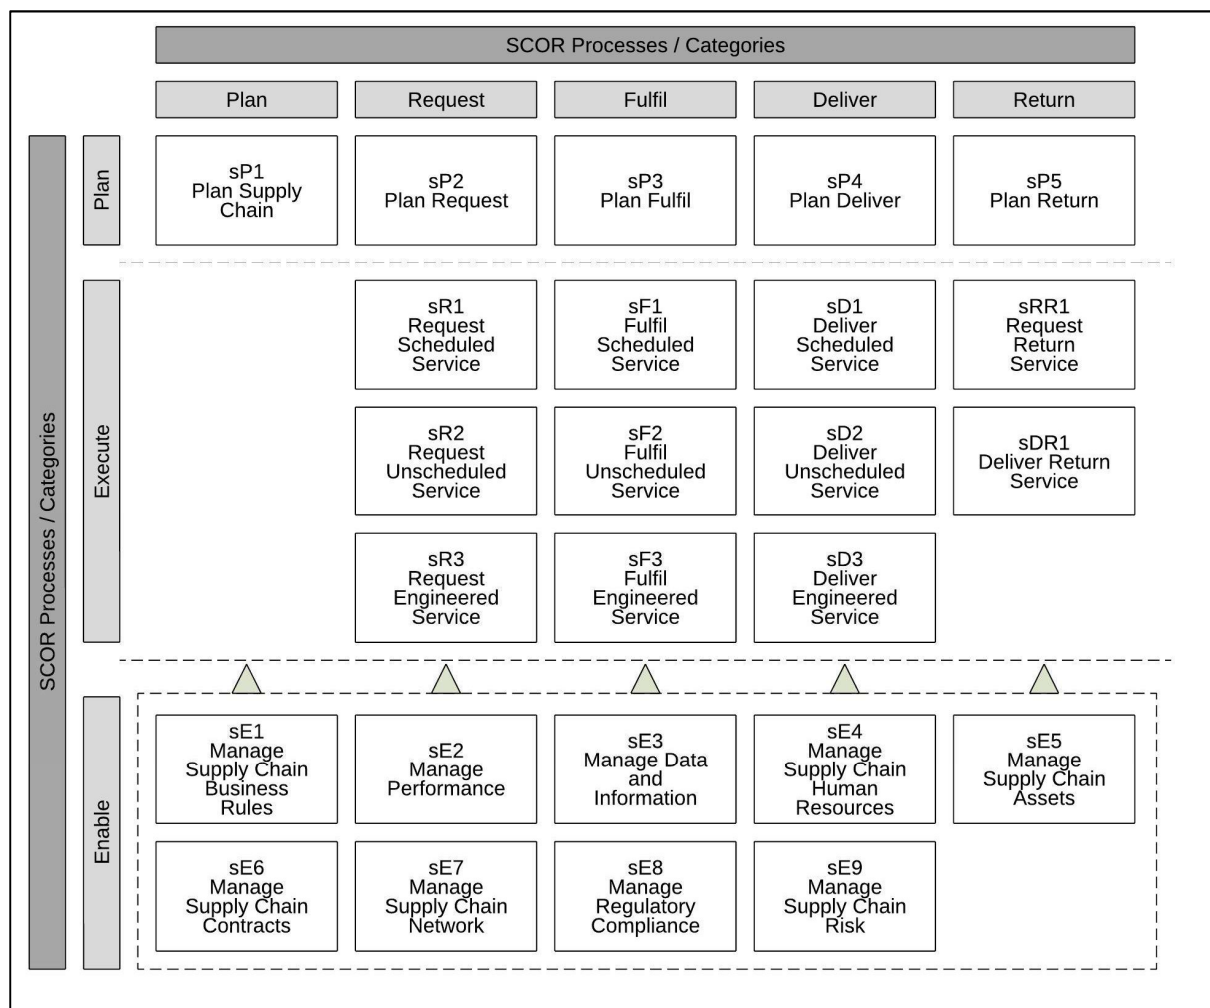 SCOR Processes / Categories
Plan
Request
Fulfil
Deliver
Return
SCOR Processes / Categories
Plan
sP1
Plan Supply
Chain
sP2
Plan Request
sP3
Plan Fulfil
sP4
Plan Deliver
sP5
Plan Return
Execute
sR1
Request
Scheduled
Service
sF1
Fulfil
Scheduled
Service
sD1
Deliver
Scheduled
Service
sRR1
Request
Return
Service
sR2
Request
Unscheduled
Service
sF2
Fulfil
Unscheduled
Service
sD2
Deliver
Unscheduled
Service
sDR1
Deliver Return
Service
sR3
Request
Engineered
Service
sF3
Fulfil
Engineered
Service
sD3
Deliver
Engineered
Service
Enable
sE1
Manage
Supply Chain
Business
Rules
sE2
Manage
Performance
sE3
Manage Data
and
Information
sE4
Manage
Supply Chain
Human
Resources
sE5
Manage
Supply Chain
Assets
sE6
Manage
Supply Chain
Contracts
sE7
Manage
Supply Chain
Network
sE8
Manage
Regulatory
Compliance
sE9
Manage
Supply Chain
Risk